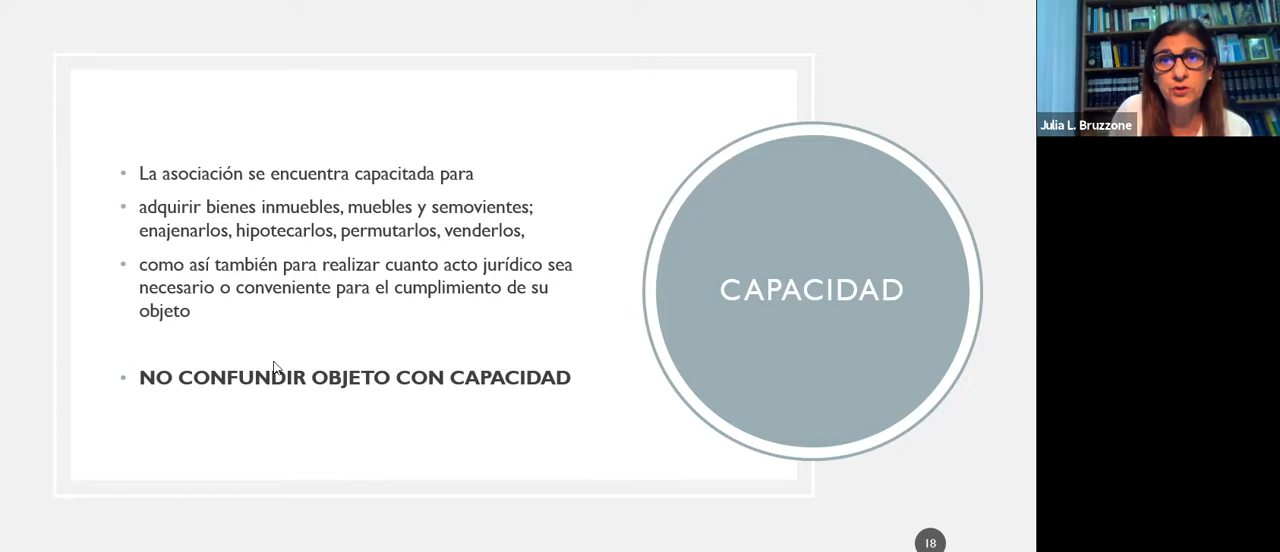 La asociación se encuentra capacitada para
adquirir bienes inmuebles, muebles y semovientes;
enajenarlos, hipotecarlos, permutarlos, venderlos,
como así también para realizar cuanto acto jurídico sea
necesario o conveniente para el cumplimiento de su
objeto
NO CONFUNDIR OBJETO CON CAPACIDAD
CAPACIDAD
18
Julia L. Bruzzone